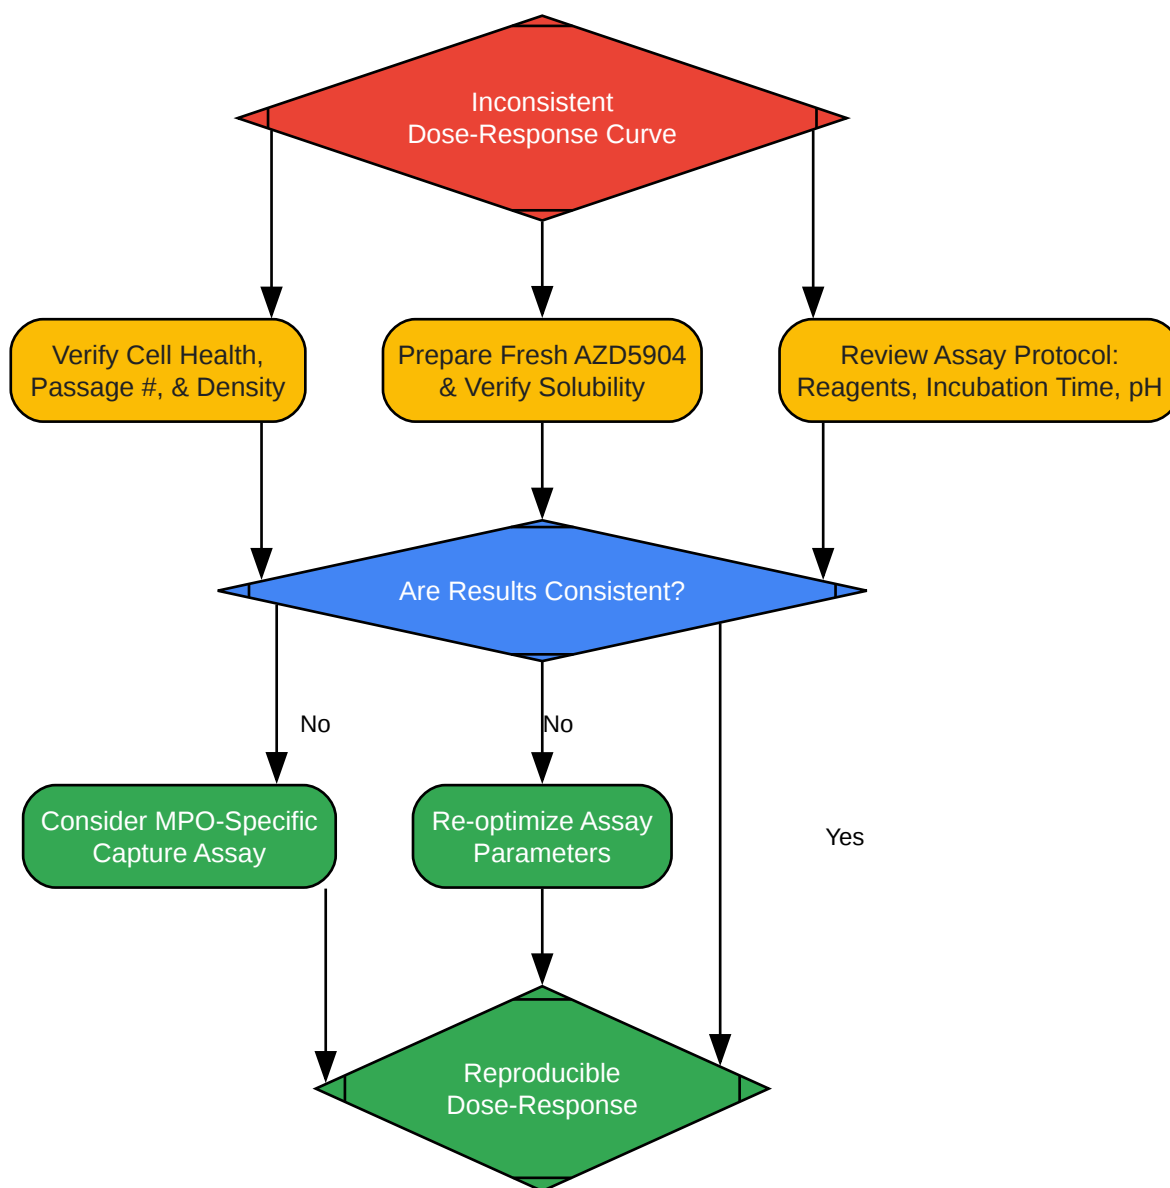 Inconsistent
Dose-Response Curve
Verify Cell Health,
Passage #, & Density
Prepare Fresh AZD5904
& Verify Solubility
Review Assay Protocol:
Reagents, Incubation Time, pH
Are Results Consistent?
No
No
Yes
Consider MPO-Specific
Capture Assay
Re-optimize Assay
Parameters
Reproducible
Dose-Response